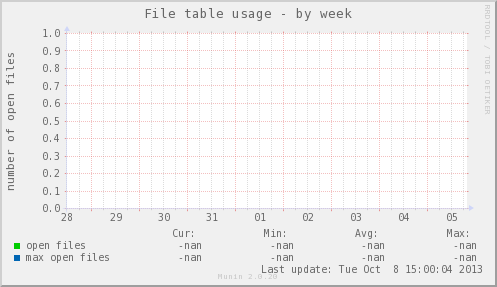 File table usage - by week
RRDTOOL / TOBI OETIKER
number of open files
1.0
0.9
0.8
0.7
0.6
0.5
0.4
0.3
0.2
0.1
0.0
28 29 30 31 01 02 03 04 05
Cur: Min: Avg: Max:
open files -nan -nan -nan -nan
max open files -nan -nan -nan -nan
Last update: Tue Oct 8 15:00:04 2013
Munin 2.0.20